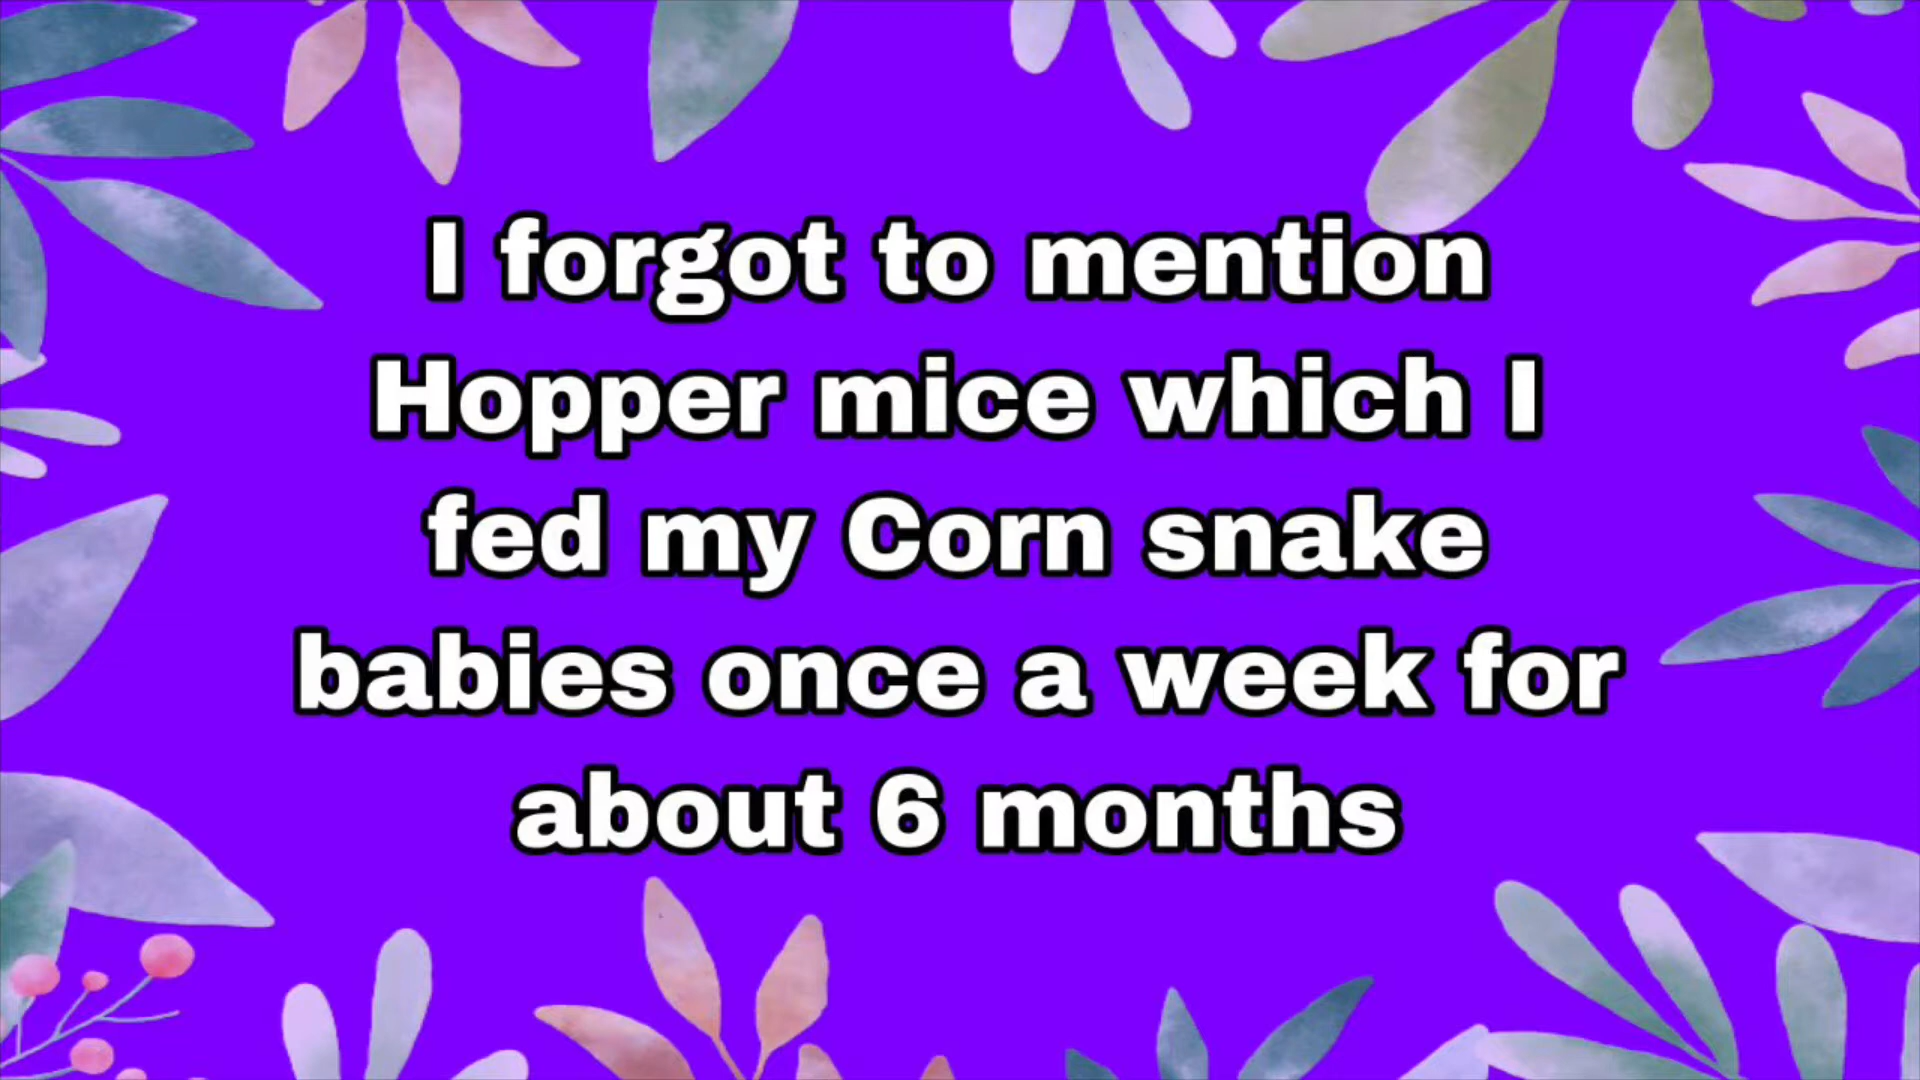 I forgot to mention
Hopper mice which I
fed my Corn snake
babies once a week for
about 6 months